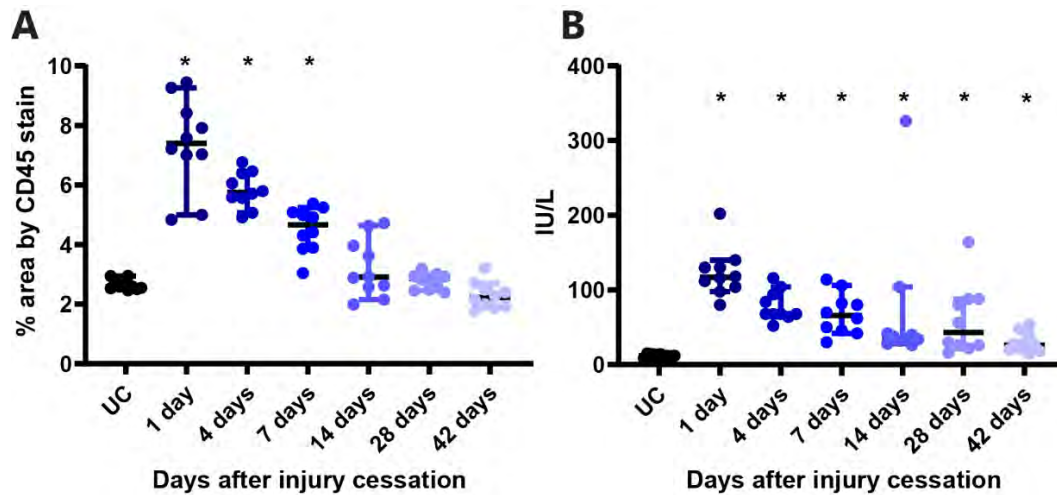 A
% area by CD45 stain
10
8
6
4
2
0
* * *
UC
1 day
4 days
7 days
14 days
28 days
42 days
Days after injury cessation
B
IU/L
400
300
200
100
0
* * * * * *
UC
1 day
4 days
7 days
14 days
28 days
42 days
Days after injury cessation